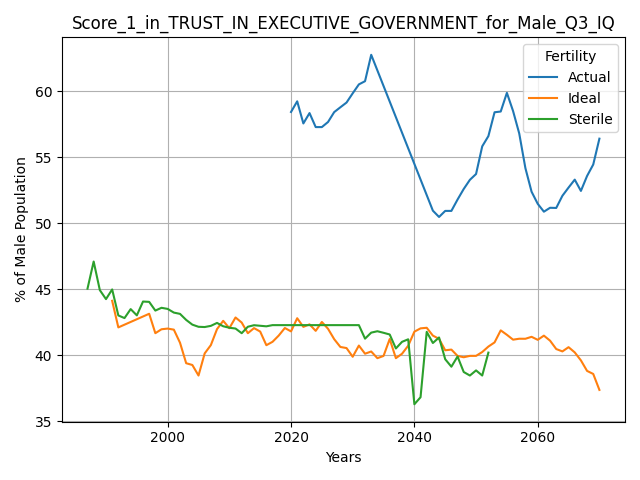 Score_1_in_TRUST_IN_EXECUTIVE_GOVERNMENT_for_Male_Q3_IQ
Fertility
Actual
Ideal
Sterile
% of Male Population
60
55
50
45
40
35
2000
2020
2040
2060
Years